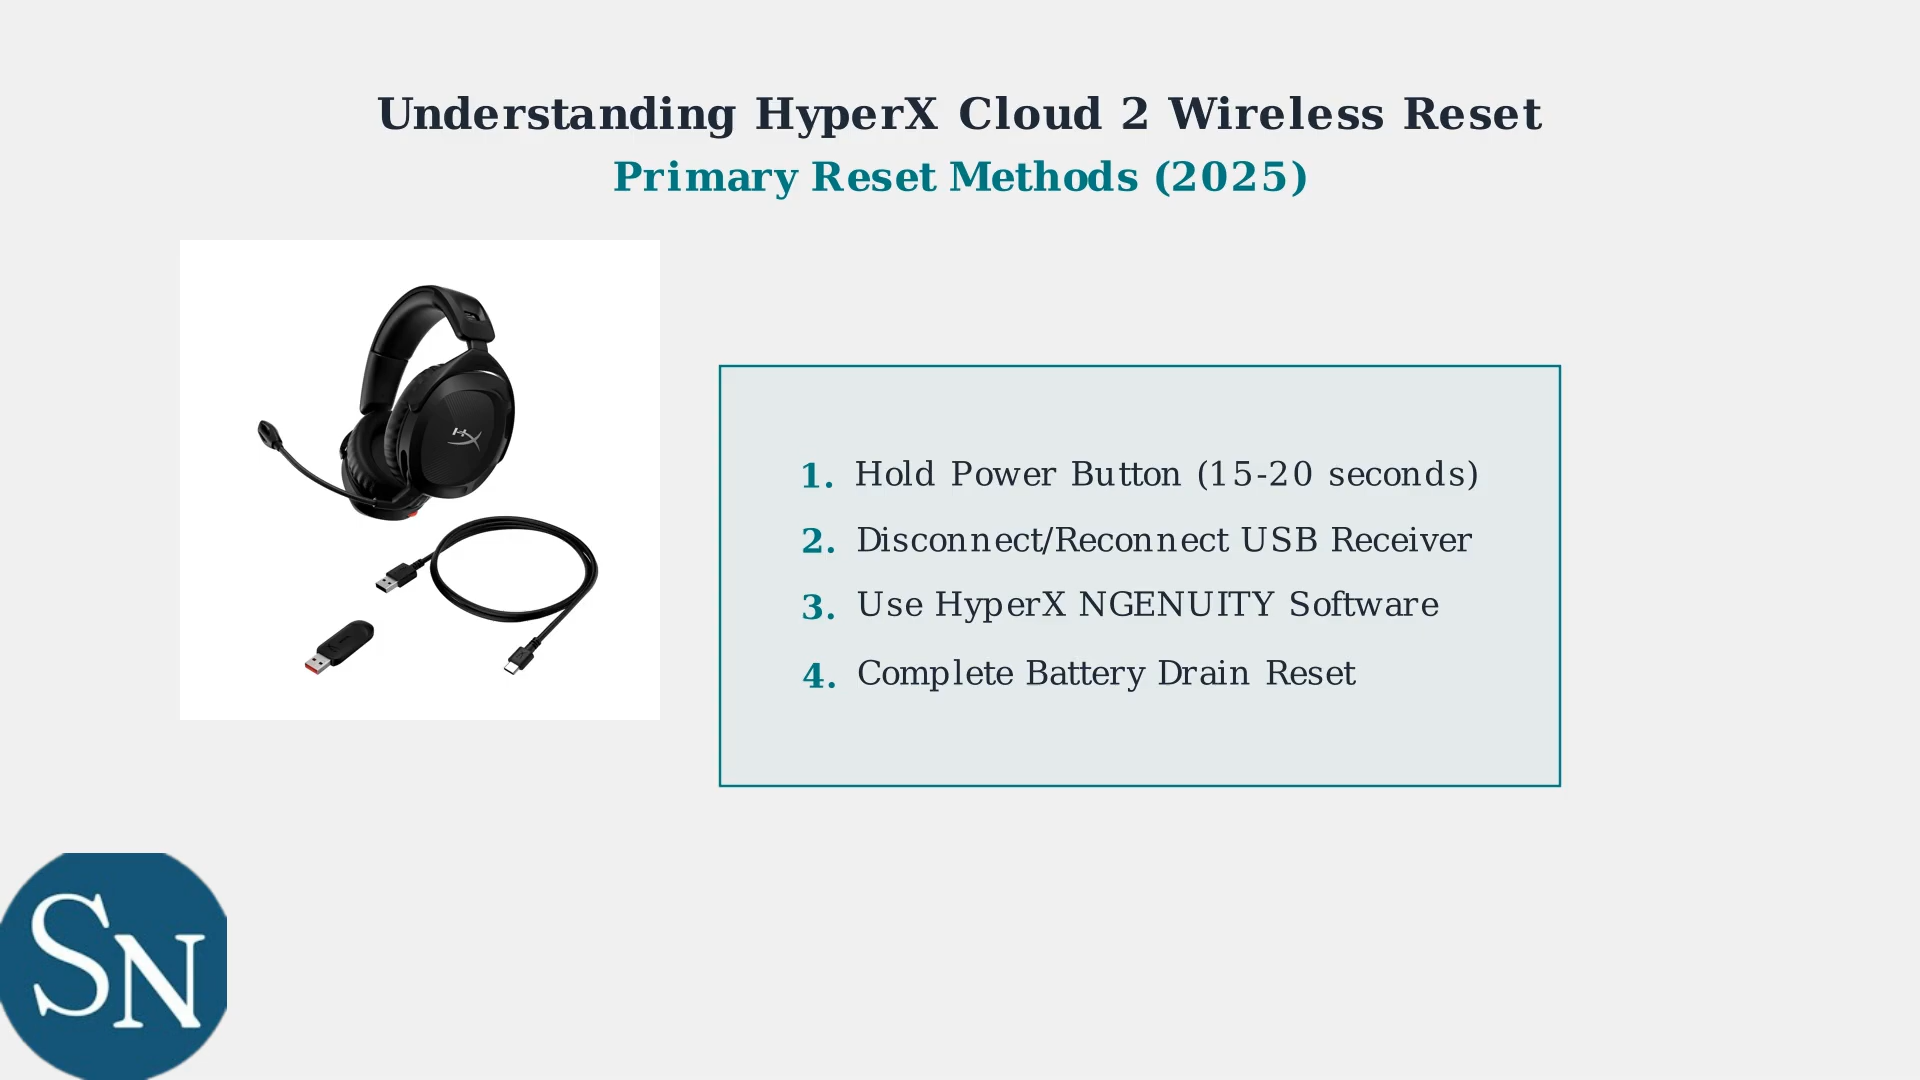 Understanding HyperX Cloud 2 Wireless Reset
Primary Reset Methods (2025)
HX
1. Hold Power Button (15-20 seconds)
2. Disconnect/Reconnect USB Receiver
3. Use HyperX NGENUITY Software
4. Complete Battery Drain Reset
SN